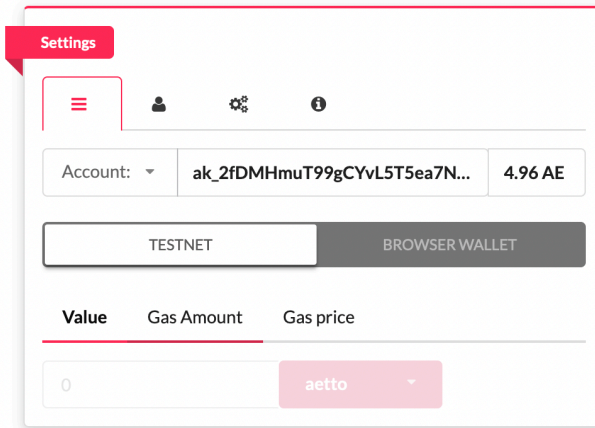 Settings
Account: ak_2fDMHmuT99gCYvL5T5ea7N... 4.96 AE
TESTNET BROWSER WALLET
Value Gas Amount Gas price
0 aetto